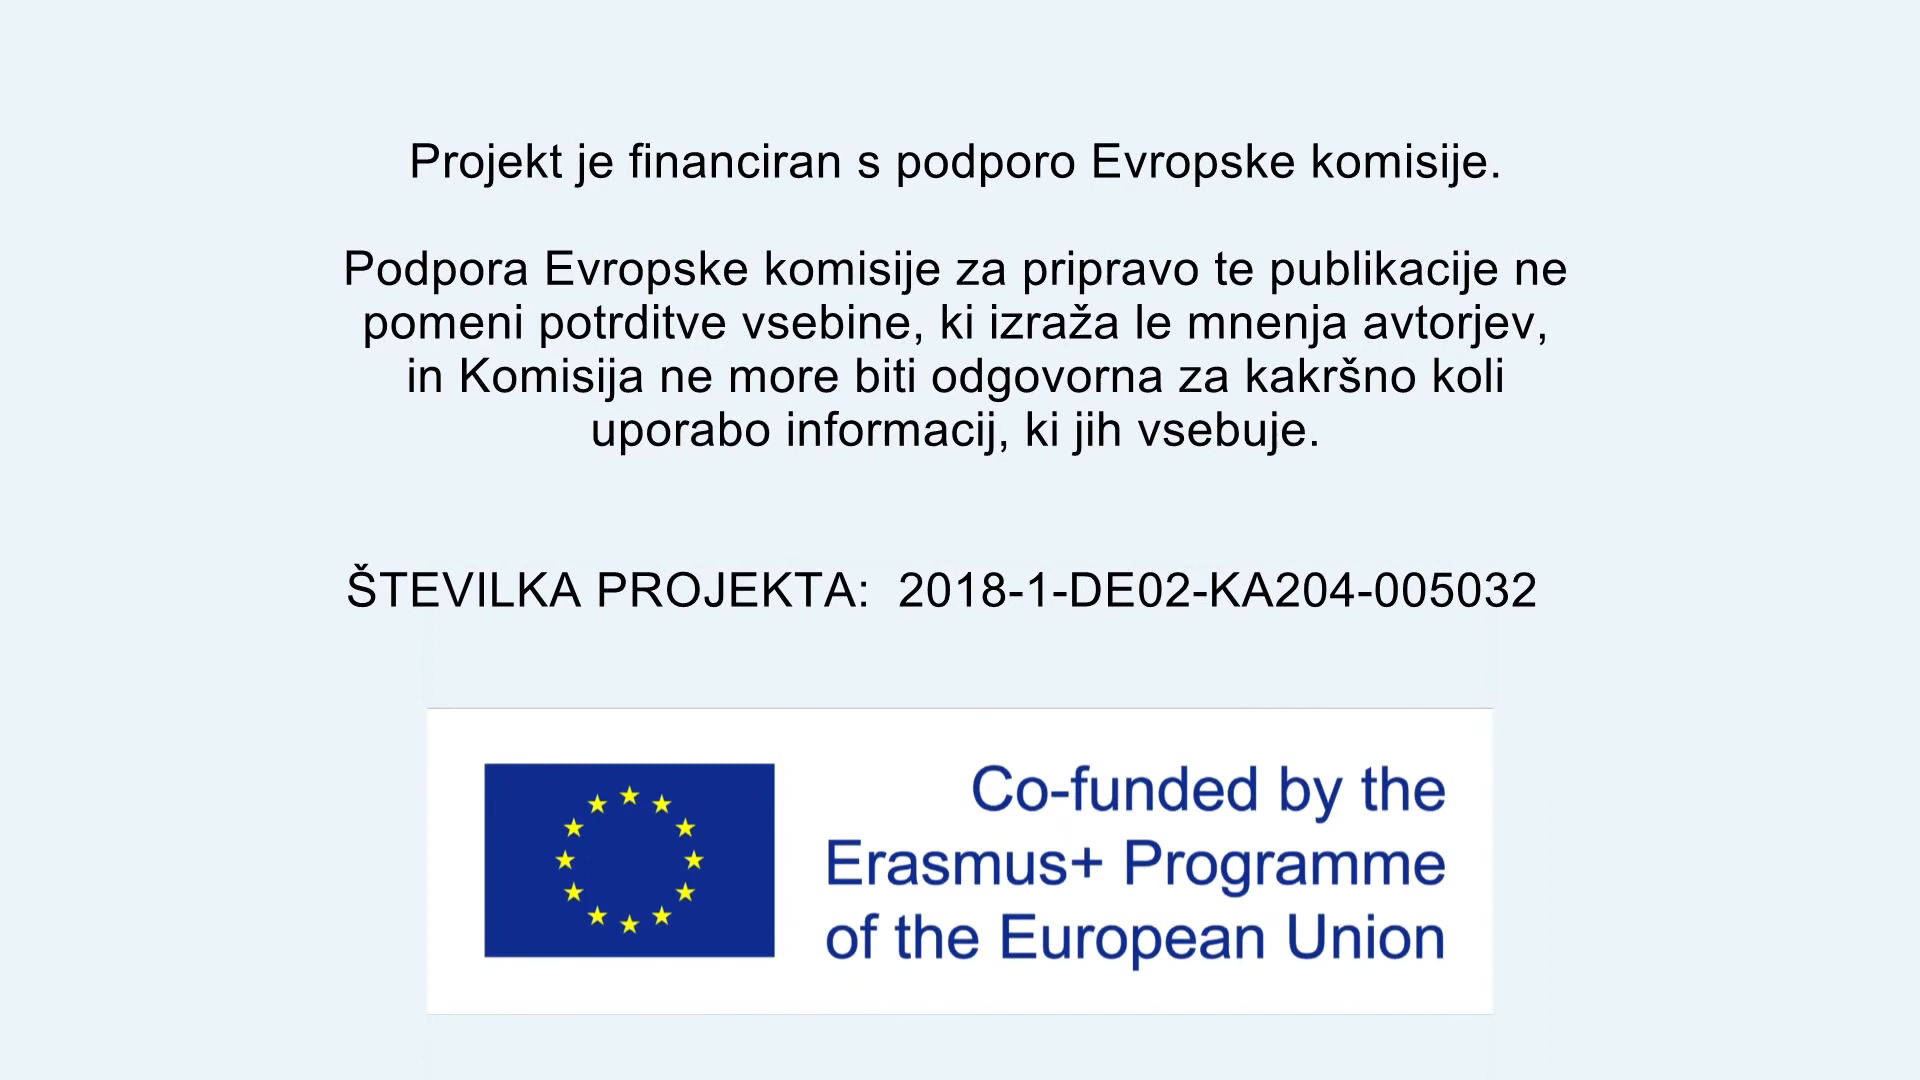 Projekt je financiran s podporo Evropske komisije.
Podpora Evropske komisije za pripravo te publikacije ne
pomeni potrditve vsebine, ki izraža le mnenja avtorjev,
in Komisija ne more biti odgovorna za kakršno koli
uporabo informacij, ki jih vsebuje.
ŠTEVILKA PROJEKTA:  2018-1-DE02-KA204-005032
Co-funded by the
Erasmus+ Programme
of the European Union